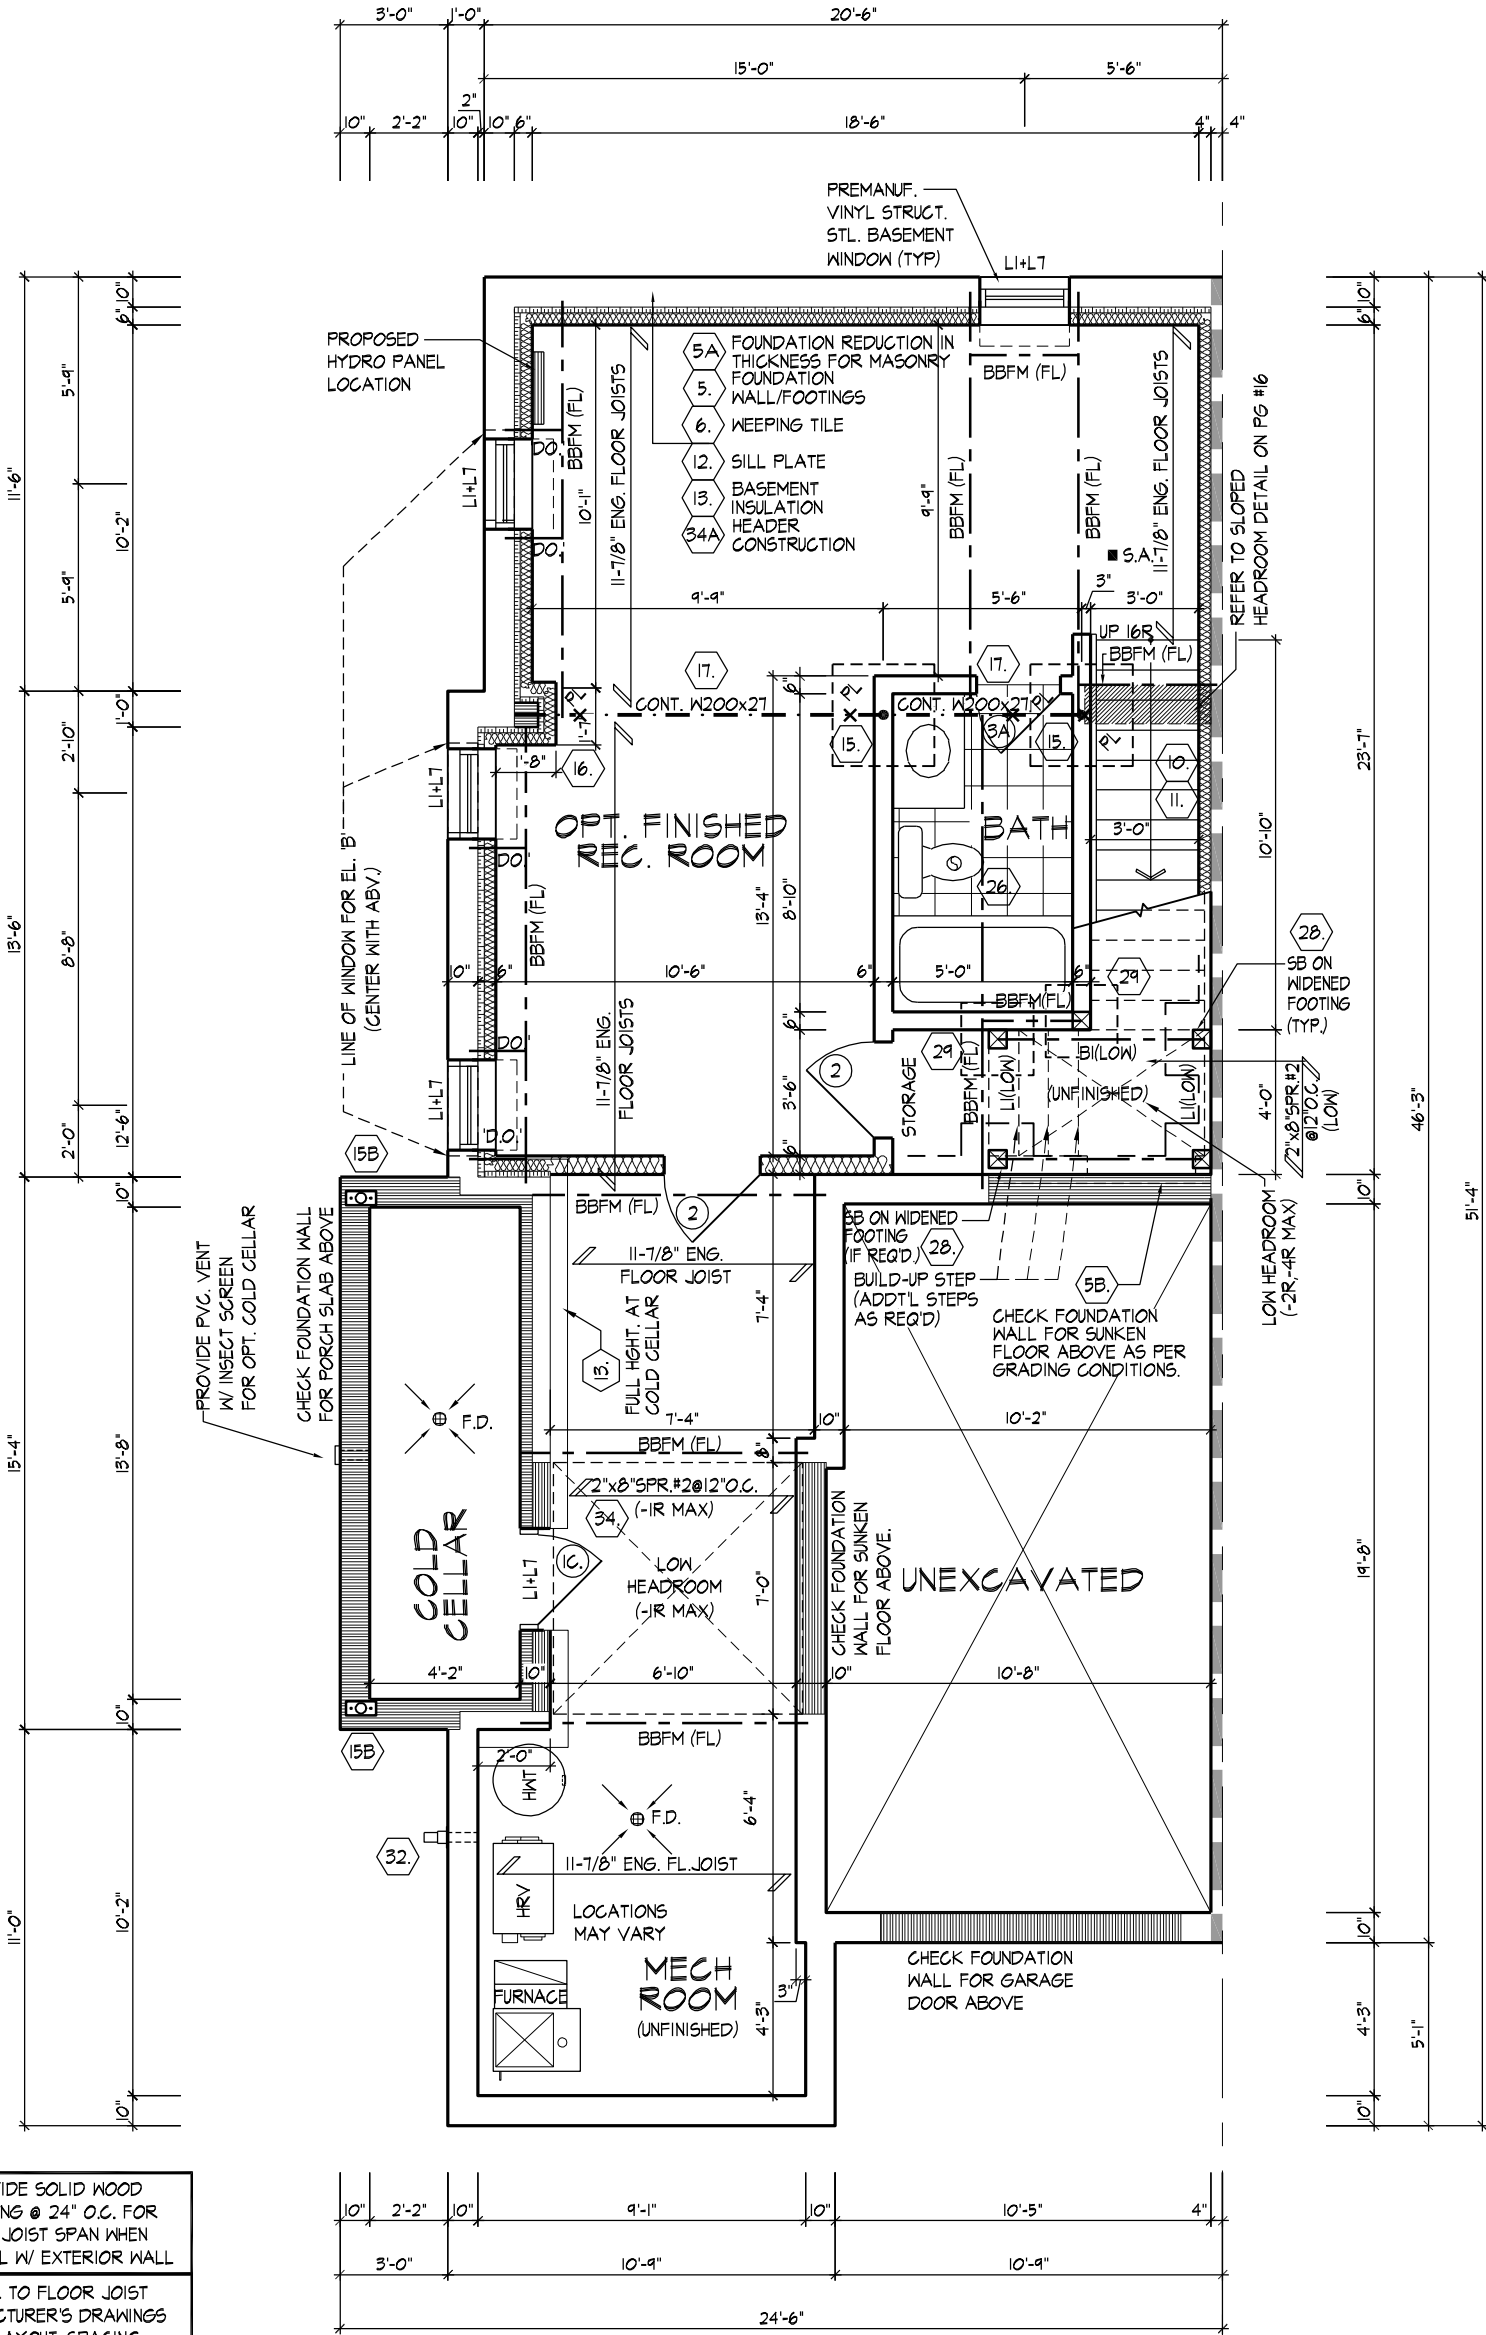 3'-0"
1'-0"
20'-6"
15'-0"
5'-6"
2"
10"
2'-2"
10"
10"
6"
18'-6"
4"
4"
PREMANUF.
VINYL STRUCT.
STL. BASEMENT
WINDOW (TYP)
L1+L7
PROPOSED
HYDRO PANEL
LOCATION
5A
FOUNDATION REDUCTION IN
THICKNESS FOR MASONRY
5.
FOUNDATION
WALL/FOOTINGS
6.
WEEPING TILE
12.
SILL PLATE
13.
BASEMENT
INSULATION
34A
HEADER
CONSTRUCTION
BBFM (FL)
11-7/8" ENG. FLOOR JOISTS
BBFM (FL)
'D.O.'
'D.O.'
L1+L7
10'-1"
11-7/8" ENG. FLOOR JOISTS
9'-9"
BBFM (FL)
BBFM (FL)
S.A.
REFER TO SLOPED
HEADROOM DETAIL ON PG #16
10"
6"
5'-9"
5'-9"
11'-6"
10'-2"
9'-9"
5'-6"
3"
3'-0"
UP 16R
BBFM (FL)
17.
17.
PL
CONT. W200x27
CONT. W200x27
PL
PL
15.
3A
15.
16.
1'-7"
1'-8"
10.
11.
3'-0"
10'-10"
1'-0"
2'-10"
8'-8"
13'-6"
2'-0"
12'-6"
L1+L7
OPT. FINISHED
REC. ROOM
BATH
26.
LINE OF WINDOW FOR EL. 'B'
(CENTER WITH ABV.)
'D.O.'
BBFM (FL)
13'-4"
8'-10"
6"
10"
6"
10'-6"
6"
5'-0"
6"
BBFM(FL)
29
28.
SB ON
WIDENED
FOOTING
(TYP.)
11-7/8" ENG.
FLOOR JOISTS
'D.O.'
L1+L7
'D.O.'
6"
3'-6"
6"
2
STORAGE
29
BBFM (FL)
L1(LOW)
B1(LOW)
(UNFINISHED)
L1(LOW)
4'-0"
2"x8"SPR.#2
@12"O.C.
(LOW)
LOW HEADROOM
(-2R,-4R MAX)
15B
BBFM (FL)
2
11-7/8" ENG.
FLOOR JOIST
SB ON WIDENED
FOOTING
(IF REQ'D.)
28.
BUILD-UP STEP
(ADDT'L STEPS
AS REQ'D)
5B.
CHECK FOUNDATION
WALL FOR SUNKEN
FLOOR ABOVE AS PER
GRADING CONDITIONS.
PROVIDE PVC. VENT
W/ INSECT SCREEN
FOR OPT. COLD CELLAR
CHECK FOUNDATION WALL
FOR PORCH SLAB ABOVE
13.
FULL HGHT. AT
COLD CELLAR
7'-4"
F.D.
7'-4"
10"
10'-2"
BBFM (FL)
8"
2"x8"SPR.#2@12"O.C.
(-1R MAX)
34.
COLD
CELLAR
1C.
L1+L7
LOW
HEADROOM
(-1R MAX)
7'-0"
CHECK FOUNDATION
WALL FOR SUNKEN
FLOOR ABOVE.
UNEXCAVATED
4'-2"
10"
6'-10"
10"
10'-8"
15B
BBFM (FL)
2'-0"
HWT
F.D.
6'-4"
32.
11-7/8" ENG. FL.JOIST
HRV
LOCATIONS
MAY VARY
MECH
ROOM
(UNFINISHED)
FURNACE
3"
4'-3"
CHECK FOUNDATION
WALL FOR GARAGE
DOOR ABOVE
10"
15'-4"
13'-8"
10"
11'-0"
10'-2"
10"
10"
6"
23'-7"
46'-3"
51'-4"
10"
19'-8"
10"
4'-3"
5'-1"
10"
10"
2'-2"
10"
9'-1"
10"
10'-5"
4"
3'-0"
10'-9"
10'-9"
24'-6"
IDE SOLID WOOD
NG @ 24" O.C. FOR
JOIST SPAN WHEN
L W/ EXTERIOR WALL
TO FLOOR JOIST
CTURER'S DRAWINGS